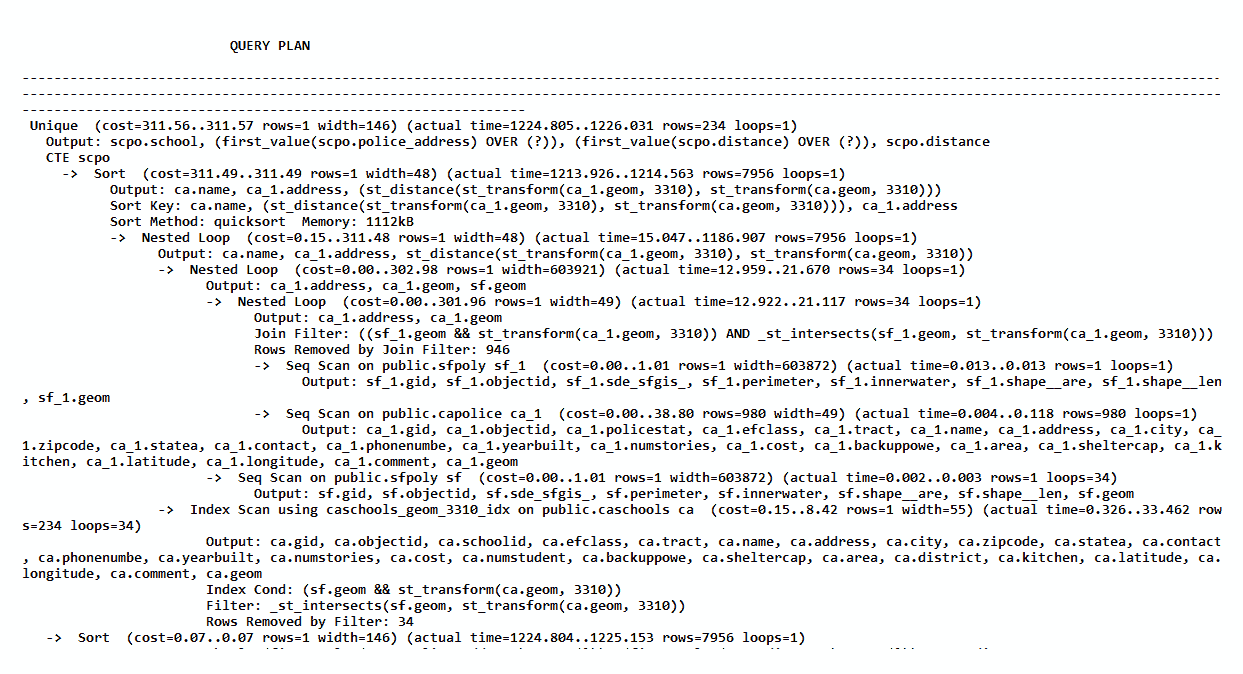 QUERY PLAN
------------------------------------------------------------------------------------------------------------------------------------------------------
------------------------------------------------------------------------------------------------------------------------------------------------------
---------------------------------------------------------------
Unique  (cost=311.56..311.57 rows=1 width=146) (actual time=1224.805..1226.031 rows=234 loops=1)
  Output: scpo.school, (first_value(scpo.police_address) OVER (?)), (first_value(scpo.distance) OVER (?)), scpo.distance
  CTE scpo
    ->  Sort  (cost=311.49..311.49 rows=1 width=48) (actual time=1213.926..1214.563 rows=7956 loops=1)
          Output: ca.name, ca_1.address, (st_distance(st_transform(ca_1.geom, 3310), st_transform(ca.geom, 3310)))
          Sort Key: ca.name, (st_distance(st_transform(ca_1.geom, 3310), st_transform(ca.geom, 3310))), ca_1.address
          Sort Method: quicksort  Memory: 1112kB
          ->  Nested Loop  (cost=0.15..311.48 rows=1 width=48) (actual time=15.047..1186.907 rows=7956 loops=1)
                Output: ca.name, ca_1.address, st_distance(st_transform(ca_1.geom, 3310), st_transform(ca.geom, 3310))
                ->  Nested Loop  (cost=0.00..302.98 rows=1 width=603921) (actual time=12.959..21.670 rows=34 loops=1)
                      Output: ca_1.address, ca_1.geom, sf.geom
                      ->  Nested Loop  (cost=0.00..301.96 rows=1 width=49) (actual time=12.922..21.117 rows=34 loops=1)
                            Output: ca_1.address, ca_1.geom
                            Join Filter: ((sf_1.geom && st_transform(ca_1.geom, 3310)) AND _st_intersects(sf_1.geom, st_transform(ca_1.geom, 3310)))
                            Rows Removed by Join Filter: 946
                            ->  Seq Scan on public.sfpoly sf_1  (cost=0.00..1.01 rows=1 width=603872) (actual time=0.013..0.013 rows=1 loops=1)
                                  Output: sf_1.gid, sf_1.objectid, sf_1.sde_sfgis_, sf_1.perimeter, sf_1.innerwater, sf_1.shape__are, sf_1.shape__len
, sf_1.geom
                            ->  Seq Scan on public.capolice ca_1  (cost=0.00..38.80 rows=980 width=49) (actual time=0.004..0.118 rows=980 loops=1)
                                  Output: ca_1.gid, ca_1.objectid, ca_1.policestat, ca_1.efclass, ca_1.tract, ca_1.name, ca_1.address, ca_1.city, ca_
1.zipcode, ca_1.statea, ca_1.contact, ca_1.phonenumbe, ca_1.yearbuilt, ca_1.numstories, ca_1.cost, ca_1.backuppowe, ca_1.area, ca_1.sheltercap, ca_1.k
itchen, ca_1.latitude, ca_1.longitude, ca_1.comment, ca_1.geom
                      ->  Seq Scan on public.sfpoly sf  (cost=0.00..1.01 rows=1 width=603872) (actual time=0.002..0.003 rows=1 loops=34)
                            Output: sf.gid, sf.objectid, sf.sde_sfgis_, sf.perimeter, sf.innerwater, sf.shape__are, sf.shape__len, sf.geom
                ->  Index Scan using caschools_geom_3310_idx on public.caschools ca  (cost=0.15..8.42 rows=1 width=55) (actual time=0.326..33.462 row
s=234 loops=34)
                      Output: ca.gid, ca.objectid, ca.schoolid, ca.efclass, ca.tract, ca.name, ca.address, ca.city, ca.zipcode, ca.statea, ca.contact
, ca.phonenumbe, ca.yearbuilt, ca.numstories, ca.cost, ca.numstudent, ca.backuppowe, ca.sheltercap, ca.area, ca.district, ca.kitchen, ca.latitude, ca.
longitude, ca.comment, ca.geom
                      Index Cond: (sf.geom && st_transform(ca.geom, 3310))
                      Filter: _st_intersects(sf.geom, st_transform(ca.geom, 3310))
                      Rows Removed by Filter: 34
  ->  Sort  (cost=0.07..0.07 rows=1 width=146) (actual time=1224.804..1225.153 rows=7956 loops=1)